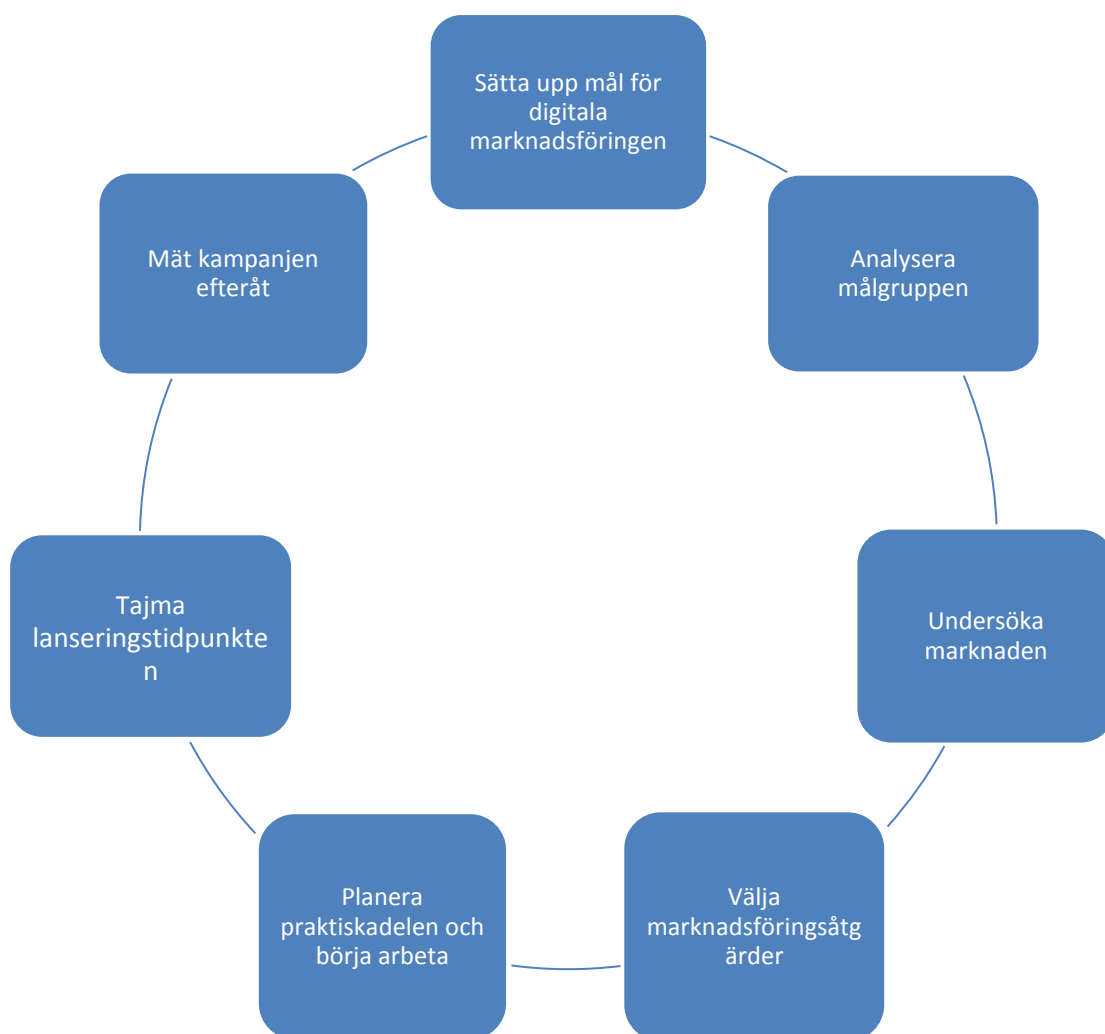 Sätta upp mål för
digitala
marknadsföringen
Analysera
målgruppen
Undersöka
marknaden
Välja
marknadsföringsåtg
ärder
Planera
praktiskadelen och
börja arbeta
Tajma
lanseringstidpunkte
n
Mät kampanjen
efteråt